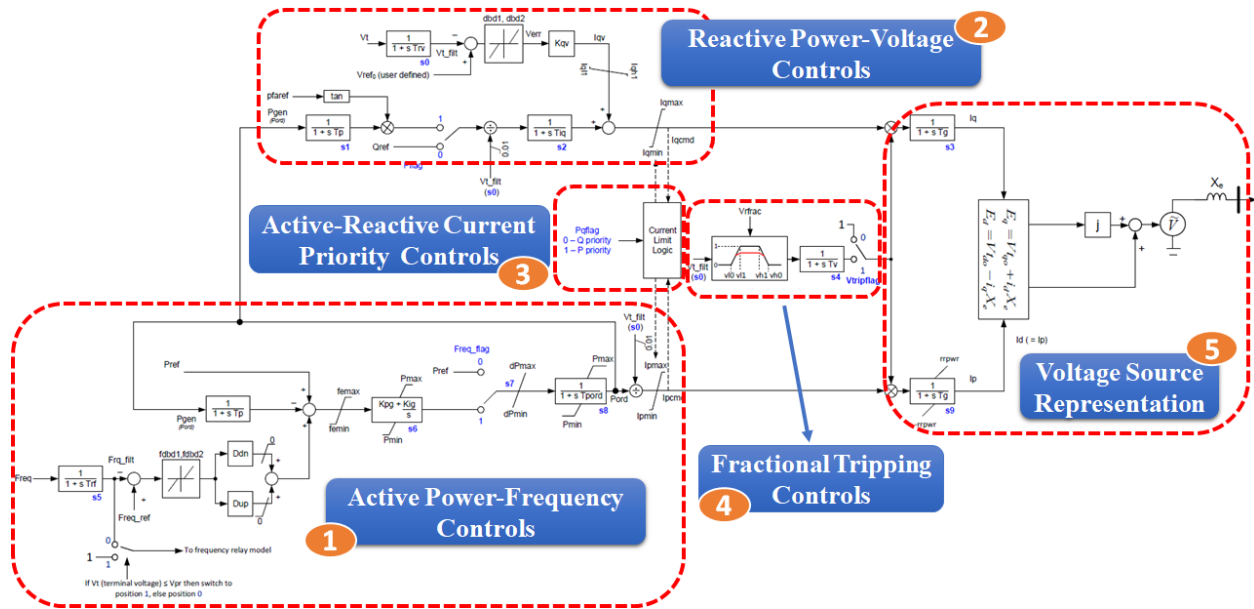 Reactive Power-Voltage
Controls
2
Vt
1
1 + s Trv
s0
Vt_filt
dbd1, dbd2
Verr
Kqv
Iqv
Iql1
Iqh1
Vref0 (user defined)
pfaref
tan
Pgen
(Pord)
1
1 + s Tp
s1
1
0
Qref
Pflag
0.01
Vt_filt
(s0)
1
1 + s Tiq
s2
Iqmax
Iqmin
Iqcmd
1
1 + s Tg
s3
Iq
Active-Reactive Current
Priority Controls
3
Pqflag
0 – Q priority
1 – P priority
Current
Limit
Logic
Vrfrac
Vt_filt
(s0)
1
0
vl0 vl1 vh1 vh0
1
1 + s Tv
s4
1
0
1
Vtripflag
Eq = Vtqo + idXe
Ed = Vtdo − iqXe
j
Ṽ
Xe
Id ( = Ip)
Voltage Source
Representation
5
Pref
Pgen
(Pord)
1
1 + s Tp
femax
femin
Pmax
Kpg + Kig
s
Pmin
s6
Freq_flag
Pref
0
1
s7
dPmax
dPmin
Pmax
1
1 + s Tpord
Pmin
s8
Pord
Vt_filt
(s0)
0.01
Ipmax
Ipmin
Ipcmd
rrpwr
1
1 + s Tg
-rrpwr
s9
Ip
Freq
1
1 + s Trf
s5
Frq_filt
Freq_ref
fdbd1,fdbd2
Ddn
0
Dup
0
0
1
1
To frequency relay model
If Vt (terminal voltage) ≤ Vpr then switch to
position 1, else position 0
Active Power-Frequency
Controls
1
Fractional Tripping
Controls
4